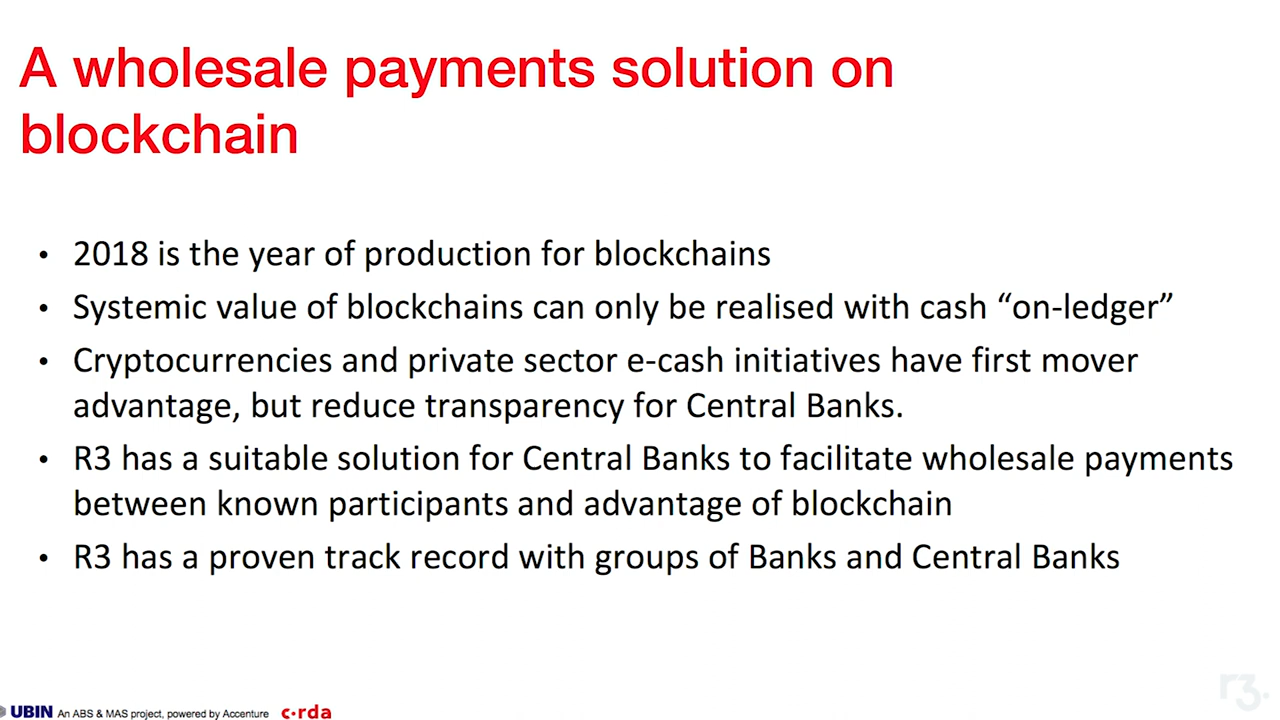 A wholesale payments solution on
blockchain
• 2018 is the year of production for blockchains
• Systemic value of blockchains can only be realised with cash “on-ledger”
• Cryptocurrencies and private sector e-cash initiatives have first mover
advantage, but reduce transparency for Central Banks.
• R3 has a suitable solution for Central Banks to facilitate wholesale payments
between known participants and advantage of blockchain
• R3 has a proven track record with groups of Banks and Central Banks
UBIN An ABS & MAS project, powered by Accenture c·rda
r3.